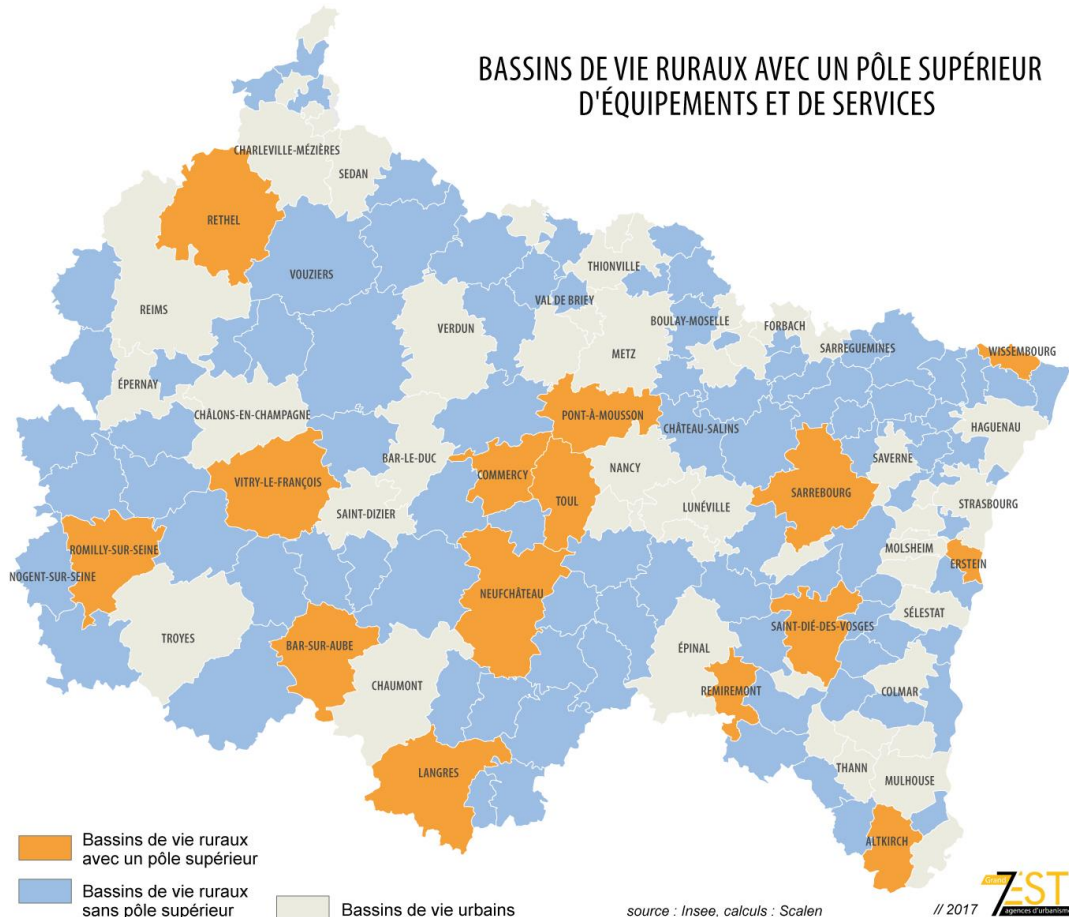 BASSINS DE VIE RURAUX AVEC UN PÔLE SUPÉRIEUR
D'ÉQUIPEMENTS ET DE SERVICES
CHARLEVILLE-MÉZIÈRES
SEDAN
RETHEL
VOUZIERS
THIONVILLE
REIMS
VAL DE BRIEY
VERDUN
BOULAY-MOSELLE
FORBACH
METZ
SARREGUEMINES
WISSEMBOURG
ÉPERNAY
CHÂLONS-EN-CHAMPAGNE
PONT-À-MOUSSON
CHÂTEAU-SALINS
HAGUENAU
BAR-LE-DUC
SAVERNE
COMMERCY
NANCY
VITRY-LE-FRANÇOIS
SARREBOURG
TOUL
LUNÉVILLE
STRASBOURG
SAINT-DIZIER
ROMILLY-SUR-SEINE
MOLSHEIM
ERSTEIN
NOGENT-SUR-SEINE
NEUFCHÂTEAU
SÉLESTAT
SAINT-DIÉ-DES-VOSGES
TROYES
BAR-SUR-AUBE
ÉPINAL
CHAUMONT
REMIREMONT
COLMAR
LANGRES
THANN
MULHOUSE
ALTKIRCH
Bassins de vie ruraux
avec un pôle supérieur
Bassins de vie ruraux
sans pôle supérieur
Bassins de vie urbains
source : Insee, calculs : Scalen
// 2017
Grand
7EST
agences d'urbanisme